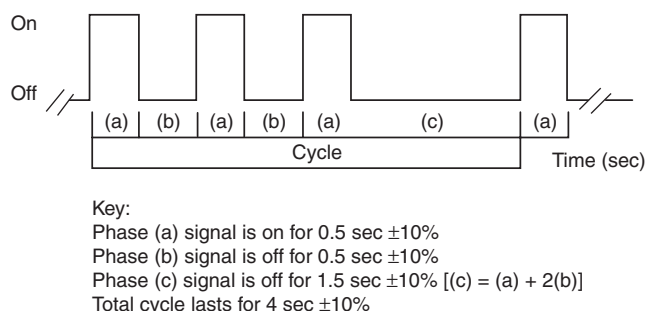 On
Off
(a) (b) (a) (b) (a) (c) (a)
Cycle
Time (sec)
Key:
Phase (a) signal is on for 0.5 sec ±10%
Phase (b) signal is off for 0.5 sec ±10%
Phase (c) signal is off for 1.5 sec ±10% [(c) = (a) + 2(b)]
Total cycle lasts for 4 sec ±10%